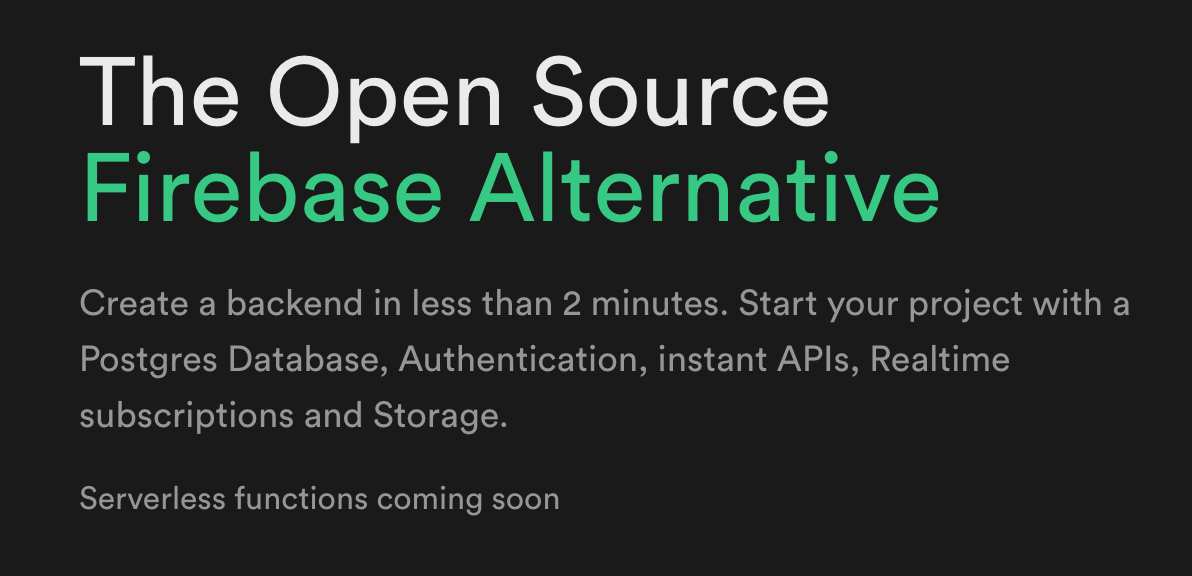 The Open Source
Firebase Alternative
Create a backend in less than 2 minutes. Start your project with a
Postgres Database, Authentication, instant APIs, Realtime
subscriptions and Storage.
Serverless functions coming soon